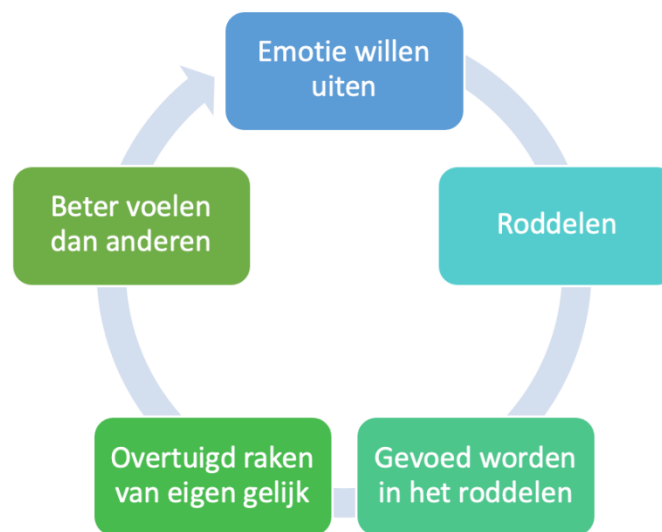 Emotie willen
uiten
Roddelen
Gevoed worden
in het roddelen
Overtuigd raken
van eigen gelijk
Beter voelen
dan anderen